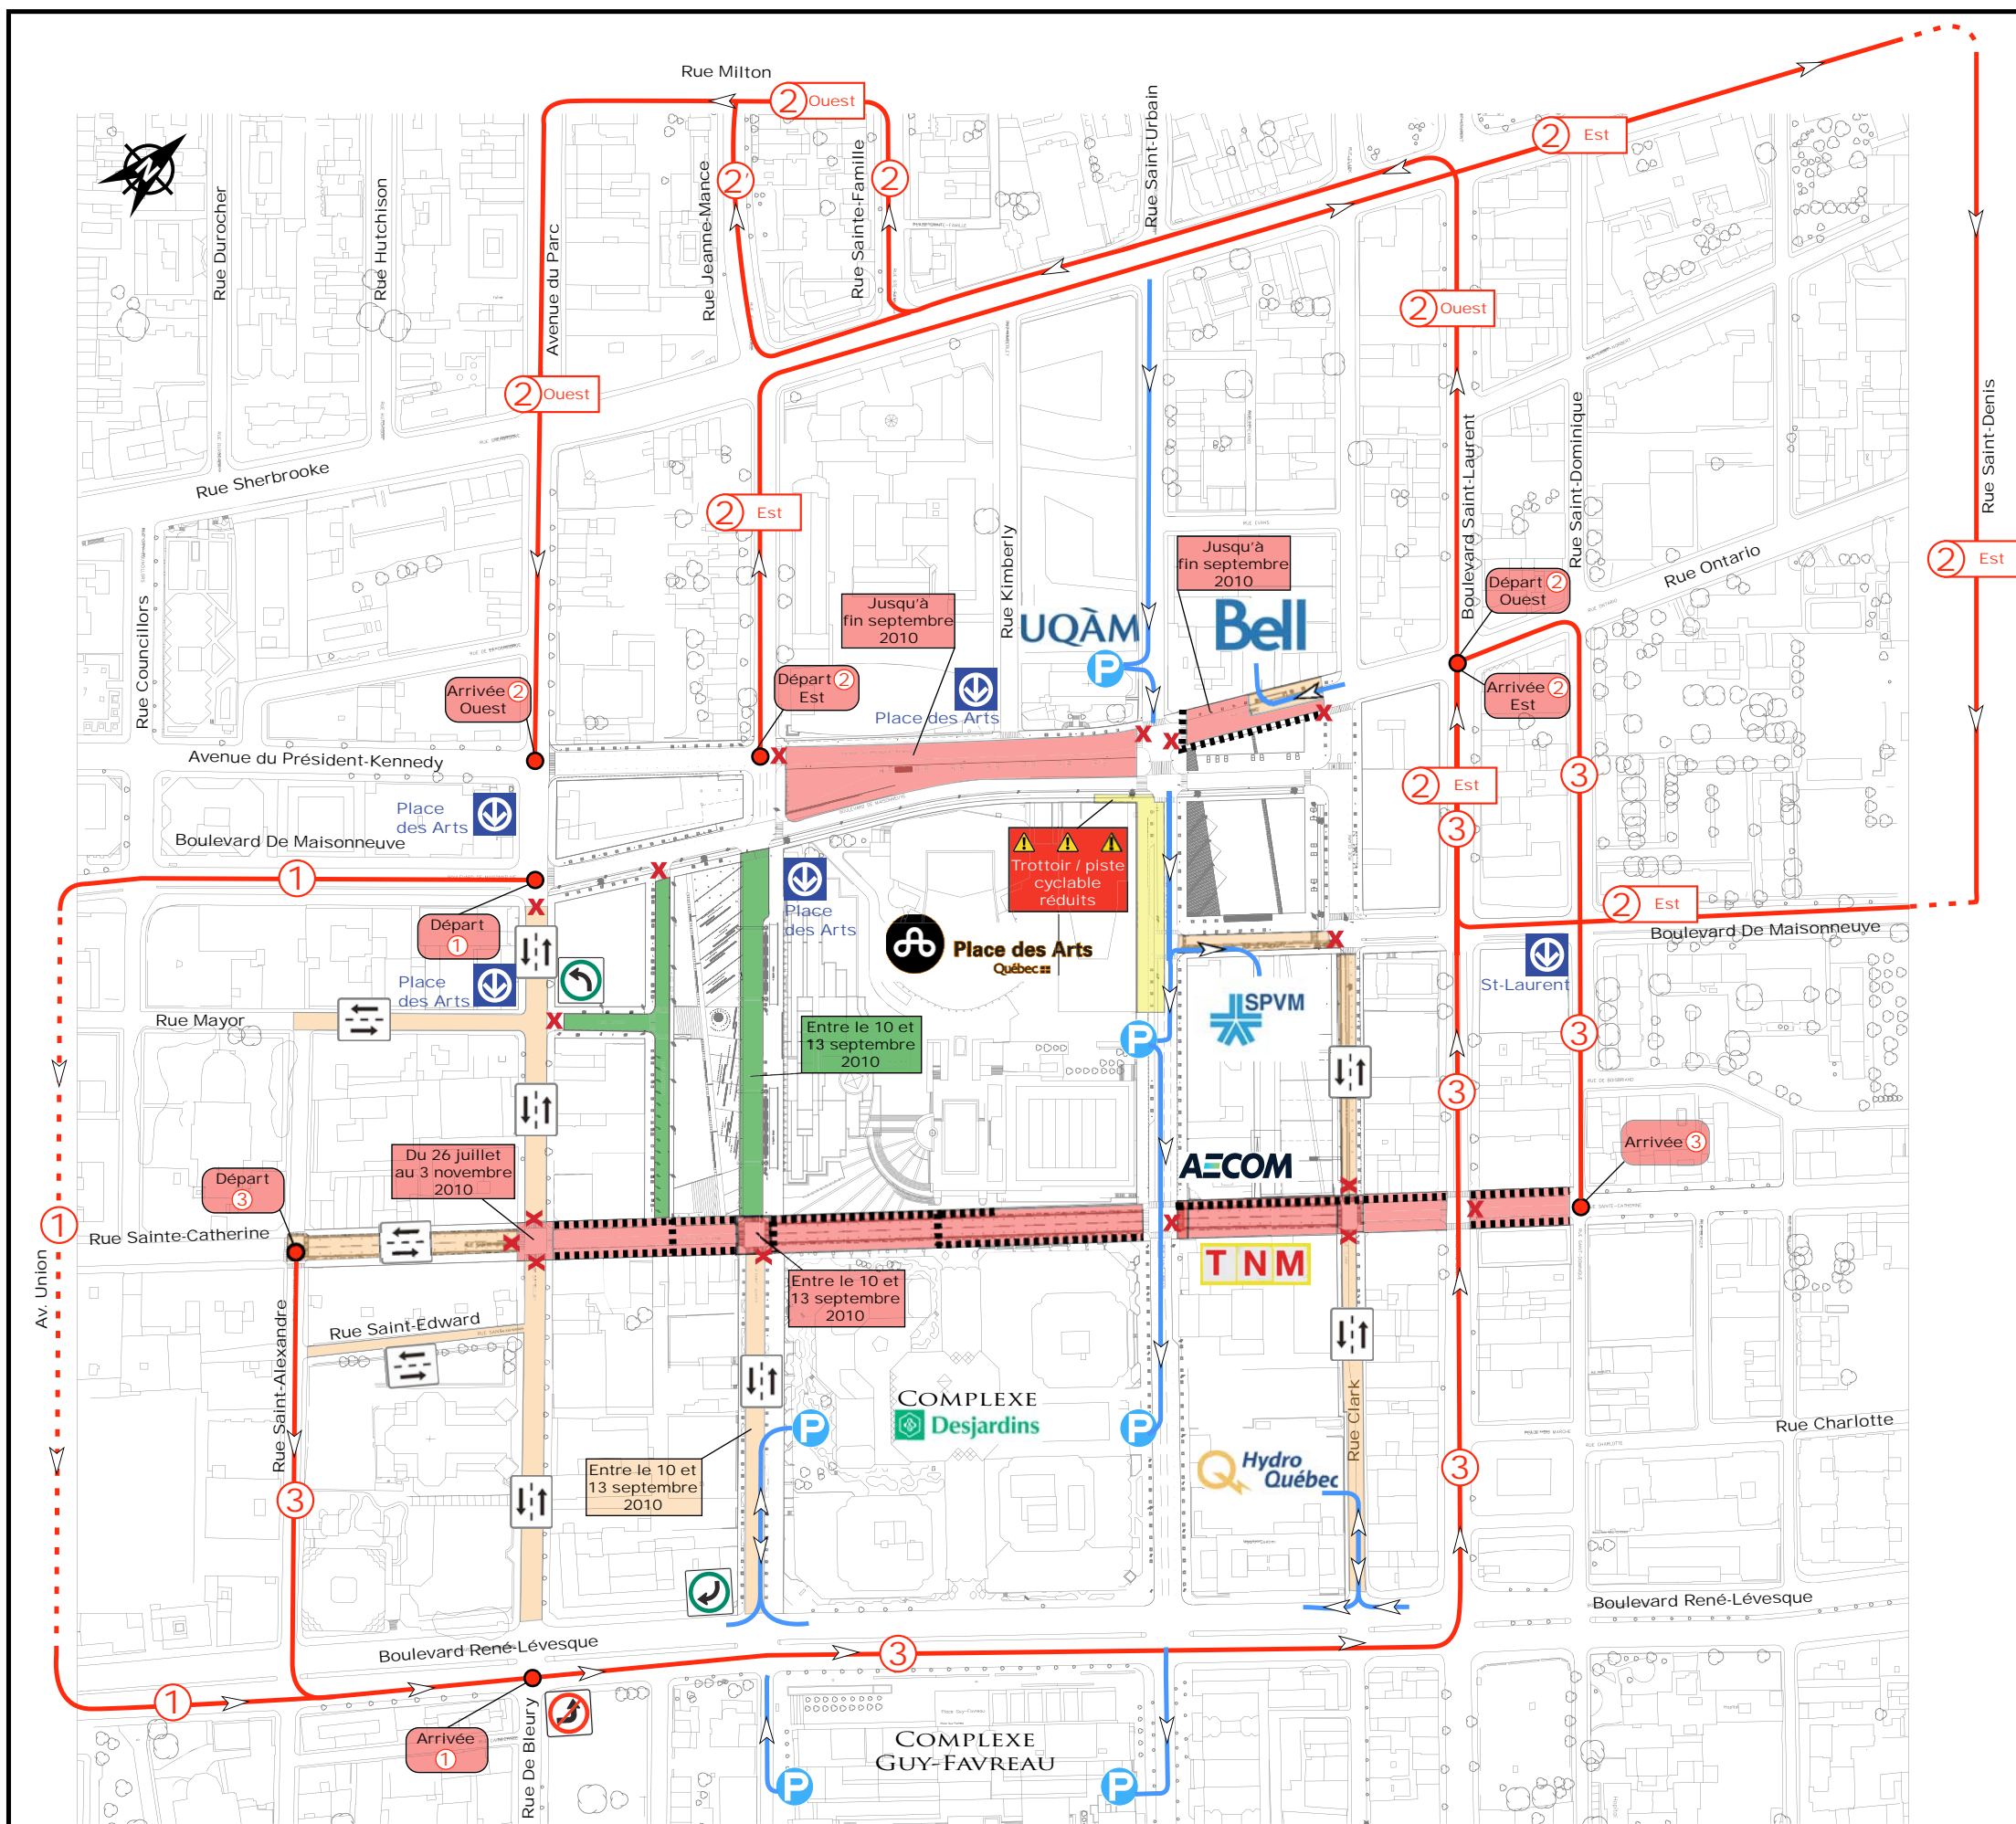 Rue Milton
2 Ouest
2 Est
Rue Saint-Urbain
2'
2
Rue Jeanne-Mance
Rue Sainte-Famille
Rue Durocher
Rue Hutchison
Avenue du Parc
N
2 Ouest
2 Ouest
Rue Sherbrooke
2 Est
Boulevard Saint-Laurent
Rue Saint-Dominique
Rue Saint-Denis
2 Est
Rue Ontario
RUE EVANS
Jusqu'à
fin septembre
2010
Jusqu'à
fin septembre
2010
Rue Kimberly
UQÀM
Bell
P
Départ 2
Ouest
Rue Councillors
Arrivée 2
Ouest
Départ 2
Est
Place des Arts
Arrivée 2
Est
X
X
X
X
Avenue du Président-Kennedy
2 Est
3
3
Place
des Arts
Boulevard De Maisonneuve
Trottoir / piste
cyclable
réduits
1
X
X
Place
des Arts
2 Est
Départ
1
Place des Arts
Québec
X
Boulevard De Maisonneuve
Place
des Arts
St-Laurent
SPVM
Rue Mayor
X
Entre le 10 et
13 septembre
2010
P
3
3
Du 26 juillet
au 3 novembre
2010
AECOM
Arrivée 3
Départ
3
X
1
Rue Sainte-Catherine
X
X
X
X
X
X
X
X
TNM
Av. Union
Entre le 10 et
13 septembre
2010
Rue Saint-Edward
Rue Saint-Alexandre
COMPLEXE
Desjardins
P
P
Rue Clark
Rue Charlotte
RUE CHARLOTTE
Hydro
Québec
3
Entre le 10 et
13 septembre
2010
3
Boulevard René-Lévesque
Boulevard René-Lévesque
3
1
Rue De Bleury
Arrivée
1
COMPLEXE
GUY-FAVREAU
P
P